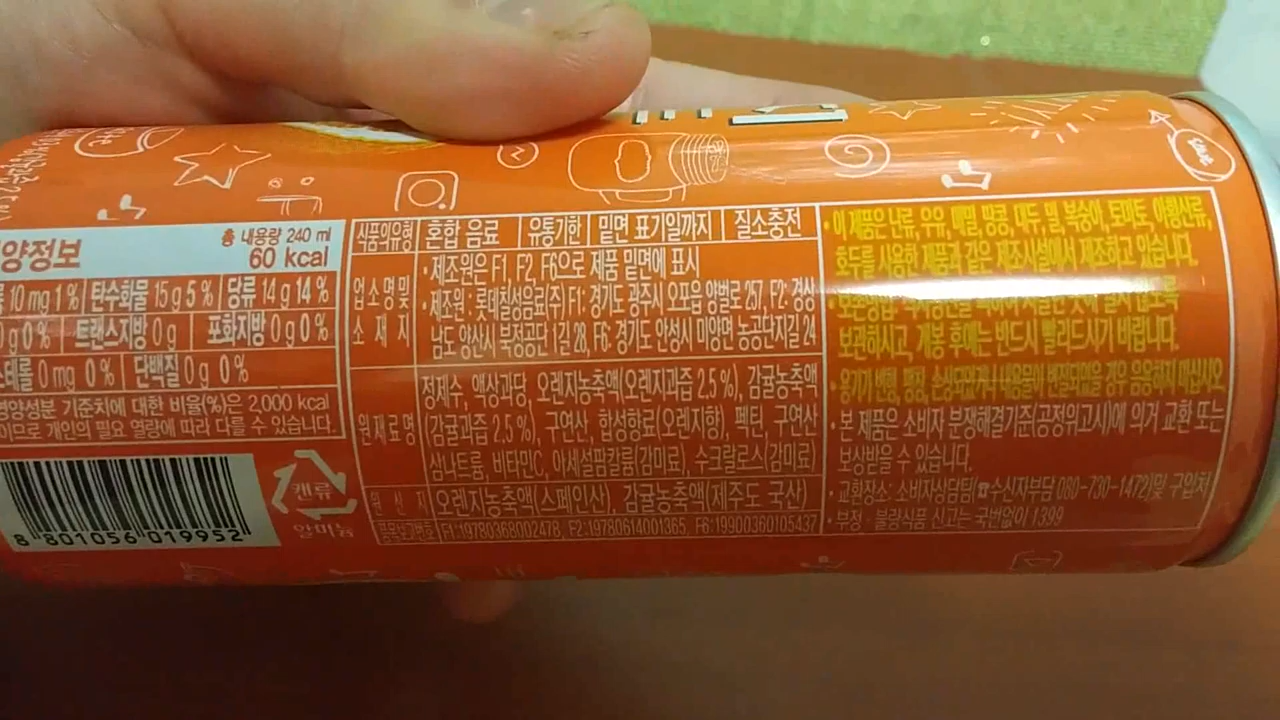 양정보
총 내용량 240 ml
60 kcal
10 mg 1% 탄수화물 15 g 5% 당류 14 g 14%
0 g 0% 트랜스지방 0 g 포화지방 0 g 0%
0 mg 0% 단백질 0 g 0%
영양성분 기준치에 대한 비율(%)은 2,000 kcal
이므로 개인의 필요 열량에 따라 다를 수 있습니다.
8 801056 019952
캔류
알미늄
식품의유형 혼합 음료 유통기한 밑면 표기일까지 질소충전
업소명및 소재지
• 제조원은 F1, F2, F6으로 제품 밑면에 표시
• 제조원 : 롯데칠성음료(주) F1: 경기도 광주시 오포읍 양벌로 257, F2: 경상
남도 양산시 북정공단 1길 28, F6: 경기도 안성시 미양면 농공단지길 24
원재료명
정제수, 액상과당, 오렌지농축액(오렌지과즙 2.5%), 감귤농축액
(감귤과즙 2.5%), 구연산, 합성향료(오렌지향), 펙틴, 구연산
삼나트륨, 비타민C, 아세설팜칼륨(감미료), 수크랄로스(감미료)
원산지 오렌지농축액(스페인산), 감귤농축액(제주도 국산)
품목보고번호 F1:19780368002478, F2:19780614001365, F6:19900360105437
• 이 제품은 난류, 우유, 메밀, 땅콩, 대두, 밀, 복숭아, 토마토, 아황산류,
호두를 사용한 제품과 같은 제조시설에서 제조하고 있습니다.
보관하시고, 개봉 후에는 반드시 빨리 드시기 바랍니다.
• 용기가 변형, 팽창, 손상되었거나 내용물이 변질되었을 경우 음용하지 마십시오.
• 본 제품은 소비자 분쟁해결기준(공정위고시)에 의거 교환 또는
보상받을 수 있습니다.
• 교환장소: 소비자상담팀(☎수신자부담 080-730-1472)및 구입처
• 부정 · 불량식품 신고는 국번없이 1399